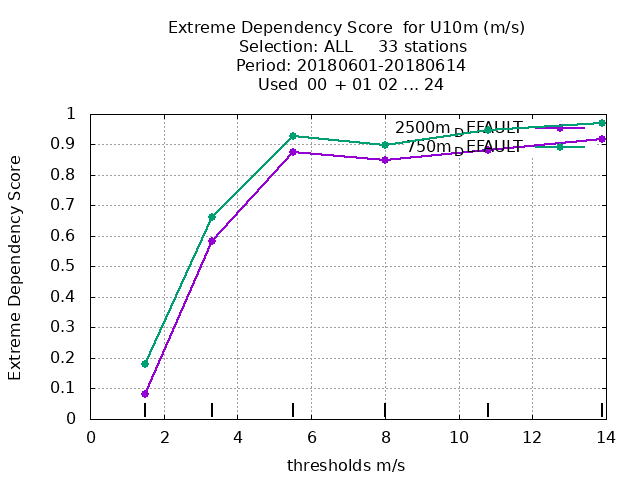 Extreme Dependency Score  for U10m (m/s)
Selection: ALL     33 stations
Period: 20180601-20180614
Used  00 + 01 02 ... 24
Extreme Dependency Score
1
0.9
0.8
0.7
0.6
0.5
0.4
0.3
0.2
0.1
0
2500m_DEFAULT
750m_DEFAULT
0 2 4 6 8 10 12 14
thresholds m/s